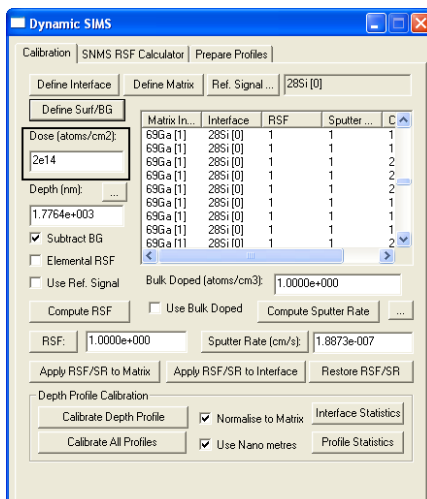 Dynamic SIMS
Calibration SNMS RSF Calculator Prepare Profiles
Define Interface Define Matrix Ref. Signal ... 28Si [0]
Define Surf/BG
Dose (atoms/cm2):
2e14
Depth (nm): ...
1.7764e+003
Subtract BG
Elemental RSF
Use Ref. Signal
Matrix In... Interface RSF Sputter ... C
69Ga [1] 28Si [0] 1 1 1
69Ga [1] 28Si [0] 1 1 1
69Ga [1] 28Si [0] 1 1 2
69Ga [1] 28Si [0] 1 1 2
69Ga [1] 28Si [0] 1 1 1
69Ga [1] 28Si [0] 1 1 1
69Ga [1] 28Si [0] 1 1 1
69Ga [1] 28Si [0] 1 1 2
Bulk Doped (atoms/cm3): 1.0000e+
Compute RSF Use Bulk Doped Compute Sputter Rate ...
RSF: 1.0000e+000 Sputter Rate (cm/s): 1.8873e-007
Apply RSF/SR to Matrix Apply RSF/SR to Interface Restore RSF/SR
Depth Profile Calibration
Calibrate Depth Profile Normalise to Matrix Interface Statistics
Calibrate All Profiles Use Nano metres Profile Statistics